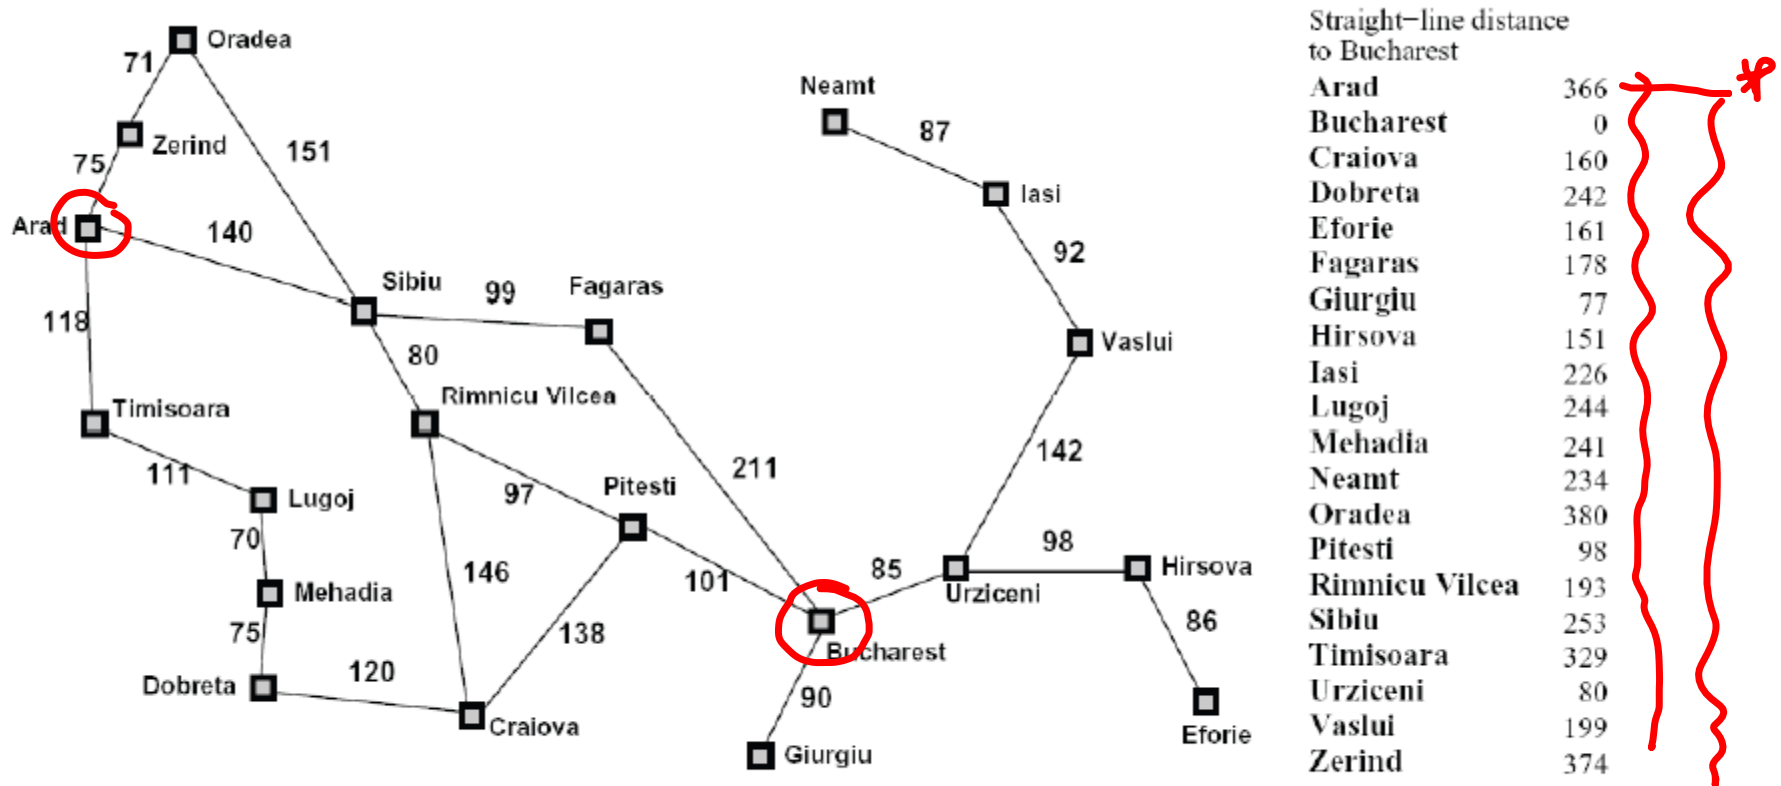 Oradea
71
Neamt
87
Zerind
151
75
Iasi
Arad
140
92
Sibiu
99
Fagaras
118
80
Vaslui
Timisoara
Rimnicu Vilcea
142
111
211
Lugoj
97
Pitesti
70
98
146
85
Hirsova
101
Mehadia
Urziceni
75
138
86
Bucharest
Dobreta
120
90
Craiova
Giurgiu
Eforie
Straight-line distance
to Bucharest
Arad 366
Bucharest 0
Craiova 160
Dobreta 242
Eforie 161
Fagaras 178
Giurgiu 77
Hirsova 151
Iasi 226
Lugoj 244
Mehadia 241
Neamt 234
Oradea 380
Pitesti 98
Rimnicu Vilcea 193
Sibiu 253
Timisoara 329
Urziceni 80
Vaslui 199
Zerind 374